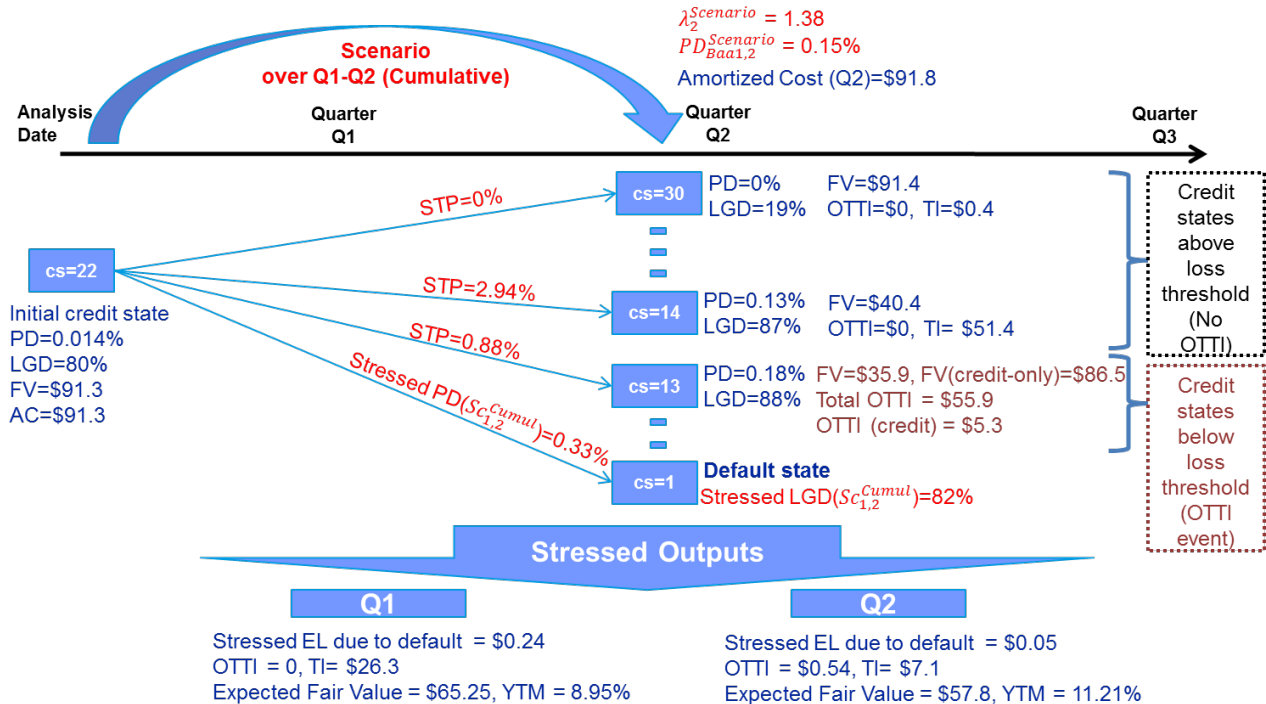 λ₂^Scenario = 1.38
PD_Baa1,2^Scenario = 0.15%
Amortized Cost (Q2)=$91.8
Scenario
over Q1-Q2 (Cumulative)
Analysis
Date
Quarter
Q1
Quarter
Q2
Quarter
Q3
cs=22
Initial credit state
PD=0.014%
LGD=80%
FV=$91.3
AC=$91.3
STP=0%
STP=2.94%
STP=0.88%
Stressed PD(Sc_1,2^Cumul)=0.33%
cs=30
PD=0%
LGD=19%
FV=$91.4
OTTI=$0, TI=$0.4
cs=14
PD=0.13%
LGD=87%
FV=$40.4
OTTI=$0, TI= $51.4
cs=13
PD=0.18%
LGD=88%
FV=$35.9, FV(credit-only)=$86.5
Total OTTI = $55.9
OTTI (credit) = $5.3
cs=1
Default state
Stressed LGD(Sc_1,2^Cumul)=82%
Credit
states
above
loss
threshold
(No
OTTI)
Credit
states
below
loss
threshold
(OTTI
event)
Stressed Outputs
Q1
Stressed EL due to default = $0.24
OTTI = 0, TI= $26.3
Expected Fair Value = $65.25, YTM = 8.95%
Q2
Stressed EL due to default = $0.05
OTTI = $0.54, TI= $7.1
Expected Fair Value = $57.8, YTM = 11.21%